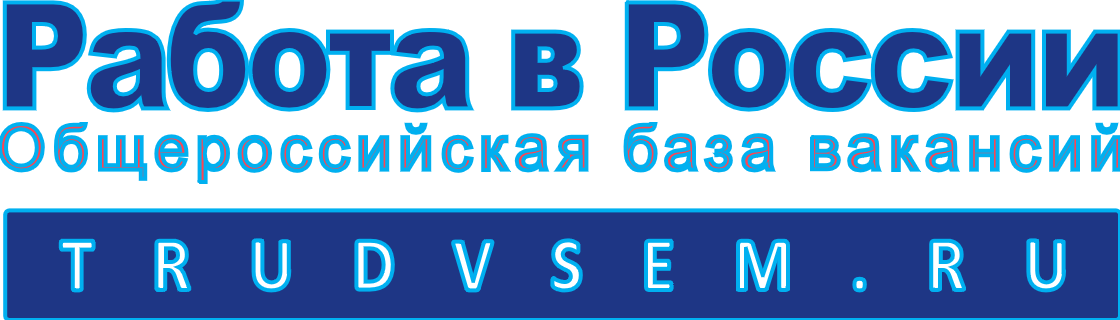 Работа в России
Общероссийская база вакансий
TRUDVSEM.RU